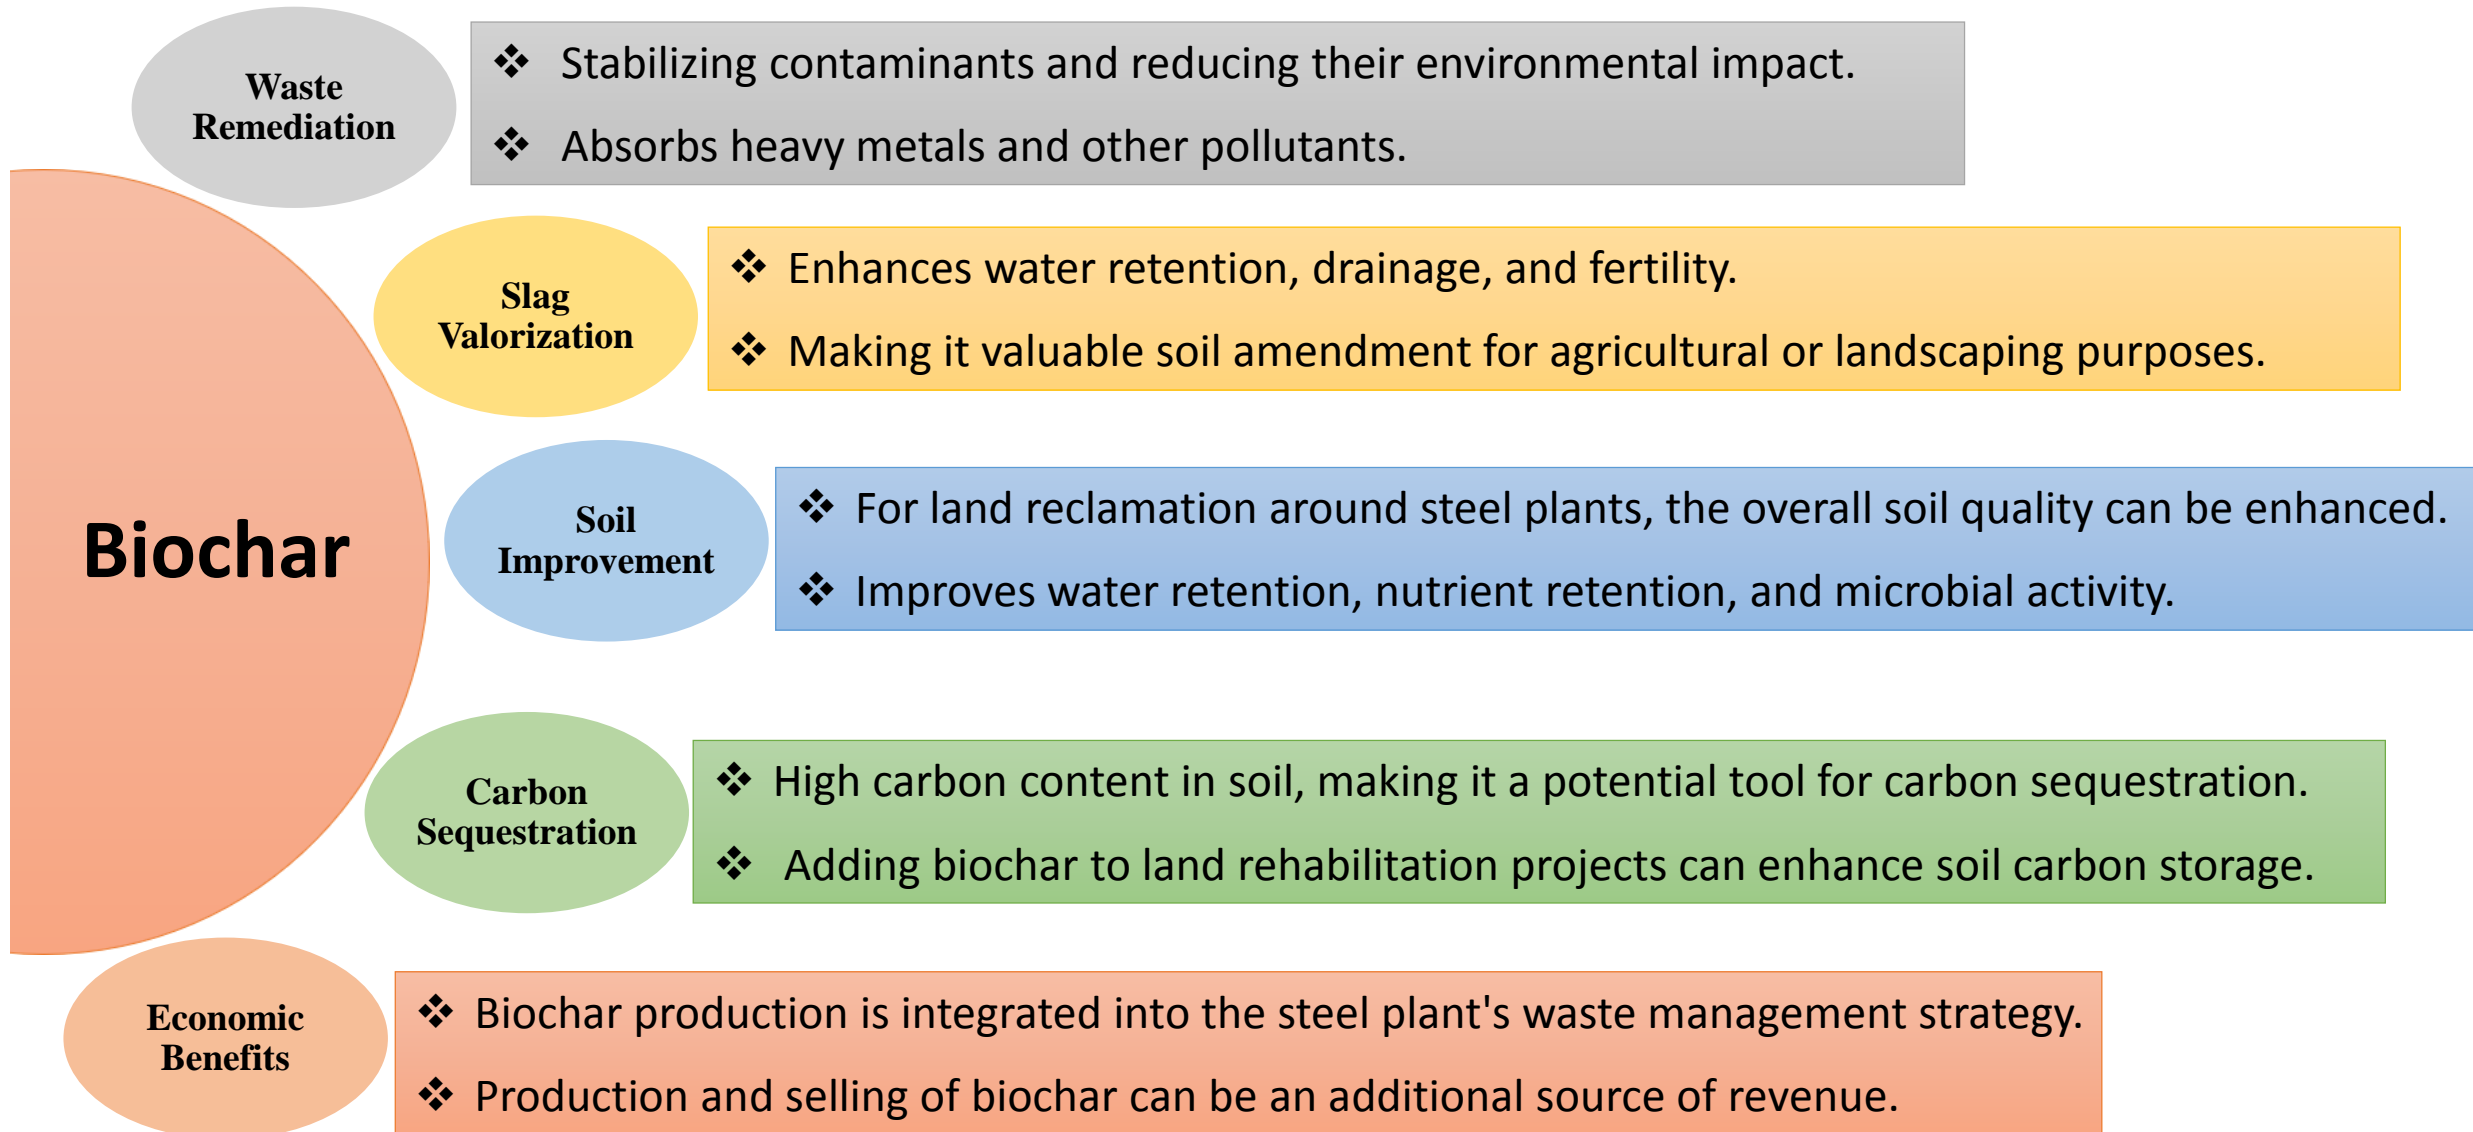 Waste
Remediation
❖ Stabilizing contaminants and reducing their environmental impact.
❖ Absorbs heavy metals and other pollutants.
Slag
Valorization
❖ Enhances water retention, drainage, and fertility.
❖ Making it valuable soil amendment for agricultural or landscaping purposes.
Biochar
Soil
Improvement
❖ For land reclamation around steel plants, the overall soil quality can be enhanced.
❖ Improves water retention, nutrient retention, and microbial activity.
Carbon
Sequestration
❖ High carbon content in soil, making it a potential tool for carbon sequestration.
❖ Adding biochar to land rehabilitation projects can enhance soil carbon storage.
Economic
Benefits
❖ Biochar production is integrated into the steel plant's waste management strategy.
❖ Production and selling of biochar can be an additional source of revenue.